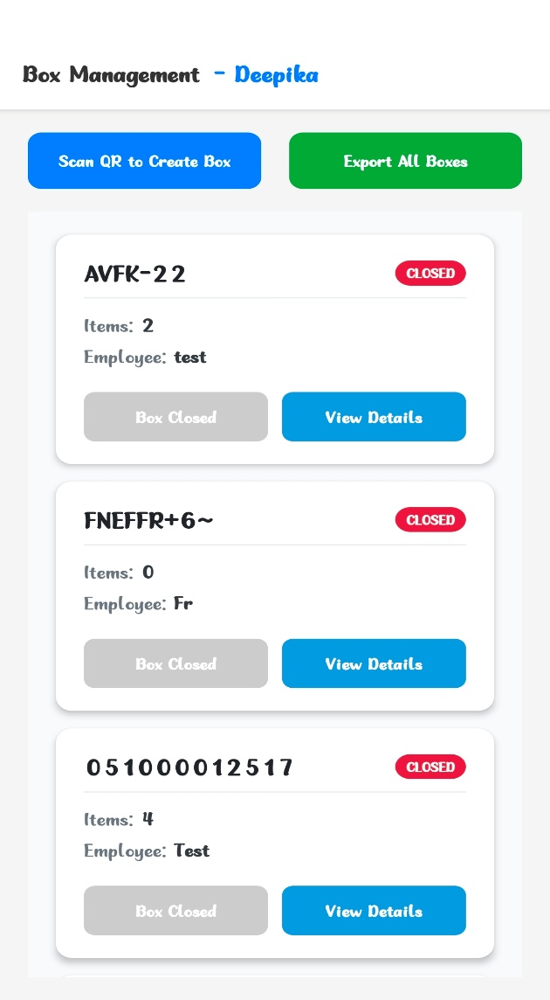 Box Management - Deepika
Scan QR to Create Box
Export All Boxes
AVFK-22
CLOSED
Items: 2
Employee: test
Box Closed
View Details
FNEFFR+6~
CLOSED
Items: 0
Employee: Fr
Box Closed
View Details
051000012517
CLOSED
Items: 4
Employee: Test
Box Closed
View Details